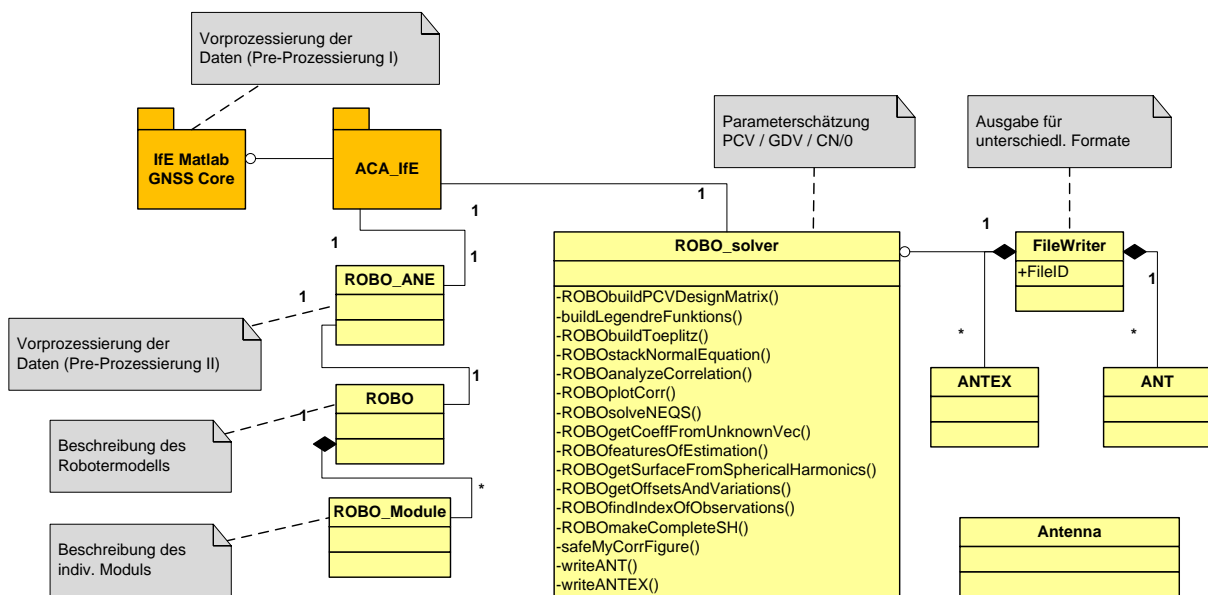 Vorprozessierung der
Daten (Pre-Prozessierung I)
IfE Matlab
GNSS Core
ACA_IfE
Parameterschätzung
PCV / GDV / CN/0
Ausgabe für
unterschiedl. Formate
1
1
1
1
1
ROBO_ANE
1
Vorprozessierung der
Daten (Pre-Prozessierung II)
1
ROBO
1
Beschreibung des
Robotermodells
*
ROBO_Module
Beschreibung des
indiv. Moduls
ROBO_solver
-ROBObuildPCVDesignMatrix()
-buildLegendreFunktions()
-ROBObuildToeplitz()
-ROBOstackNormalEquation()
-ROBOanalyzeCorrelation()
-ROBOplotCorr()
-ROBOsolveNEQS()
-ROBOgetCoeffFromUnknownVec()
-ROBOfeaturesOfEstimation()
-ROBOgetSurfaceFromSphericalHarmonics()
-ROBOgetOffsetsAndVariations()
-ROBOfindIndexOfObservations()
-ROBOmakeCompleteSH()
-safeMyCorrFigure()
-writeANT()
-writeANTEX()
FileWriter
+FileID
1
*
*
ANTEX
ANT
Antenna